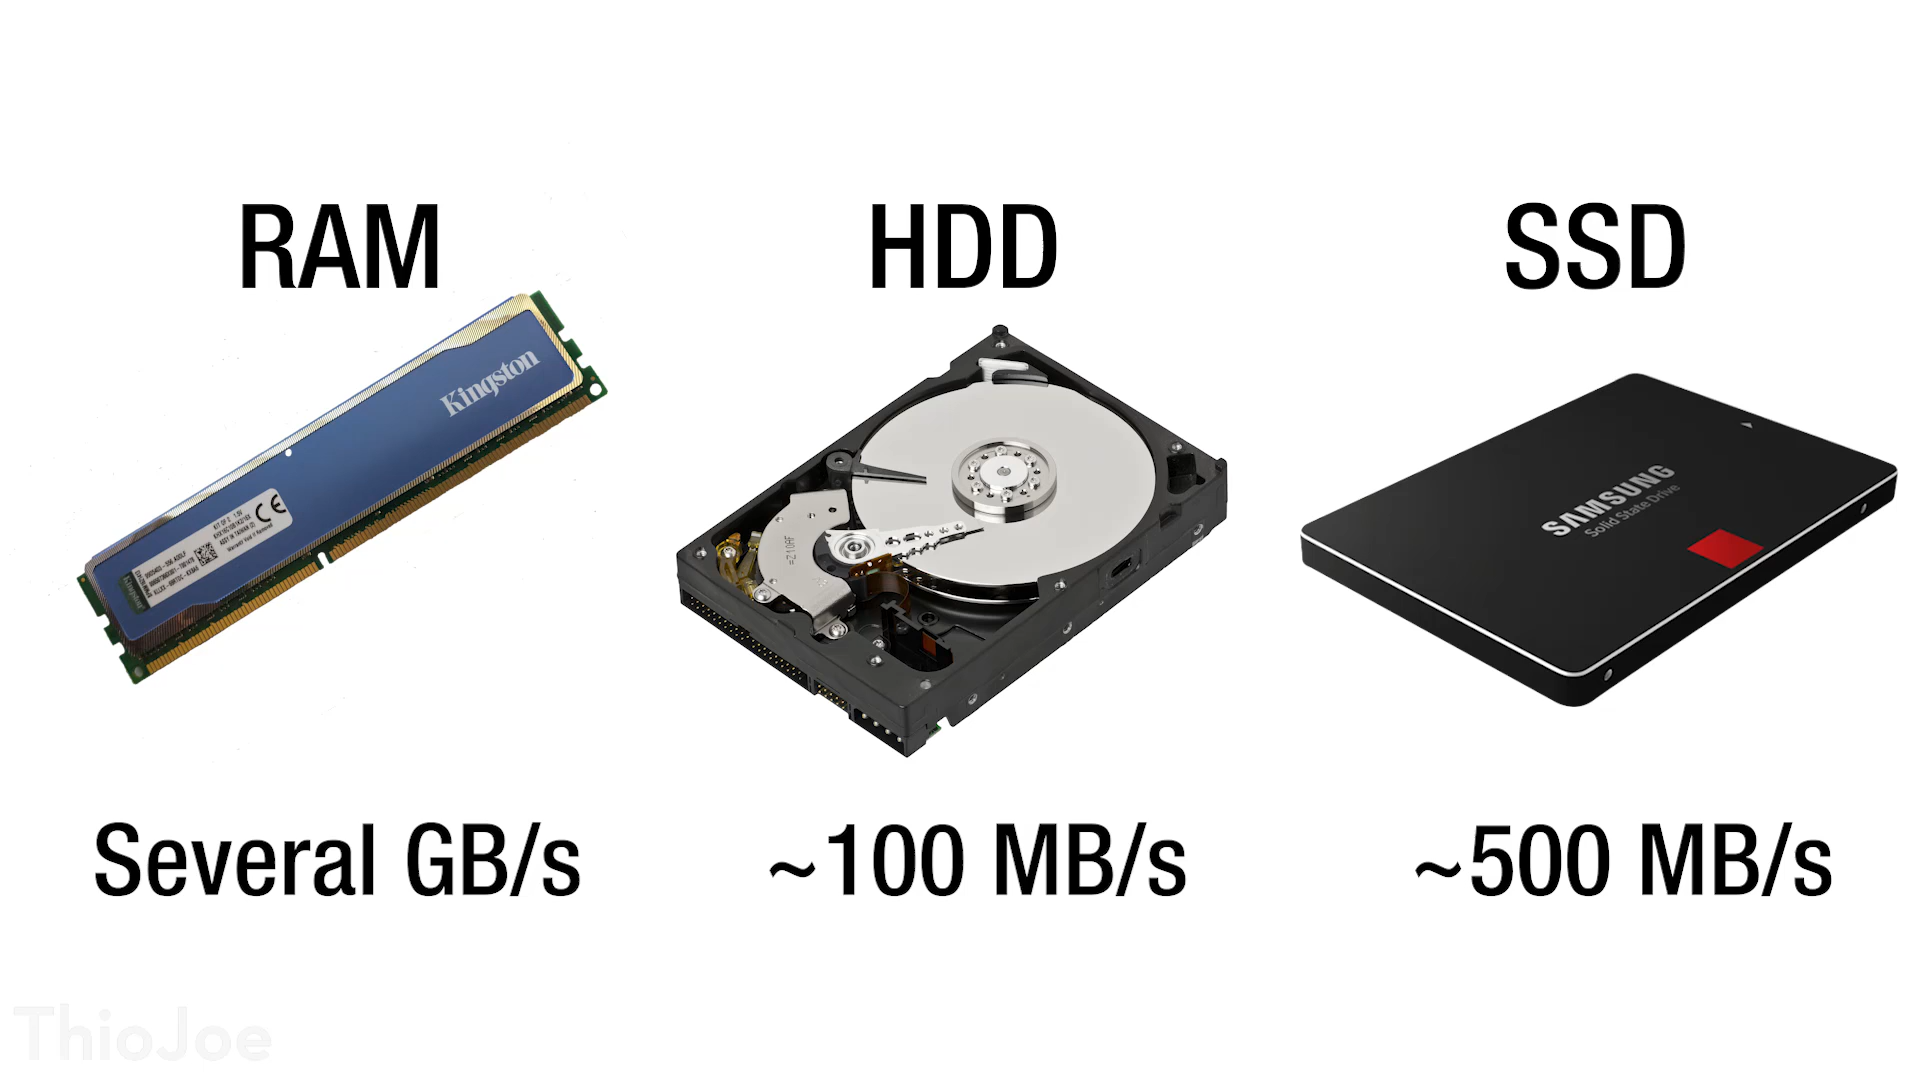 RAM
HDD
SSD
Kingston
SAMSUNG
Solid State Drive
Several GB/s
~100 MB/s
~500 MB/s
ThioJoe